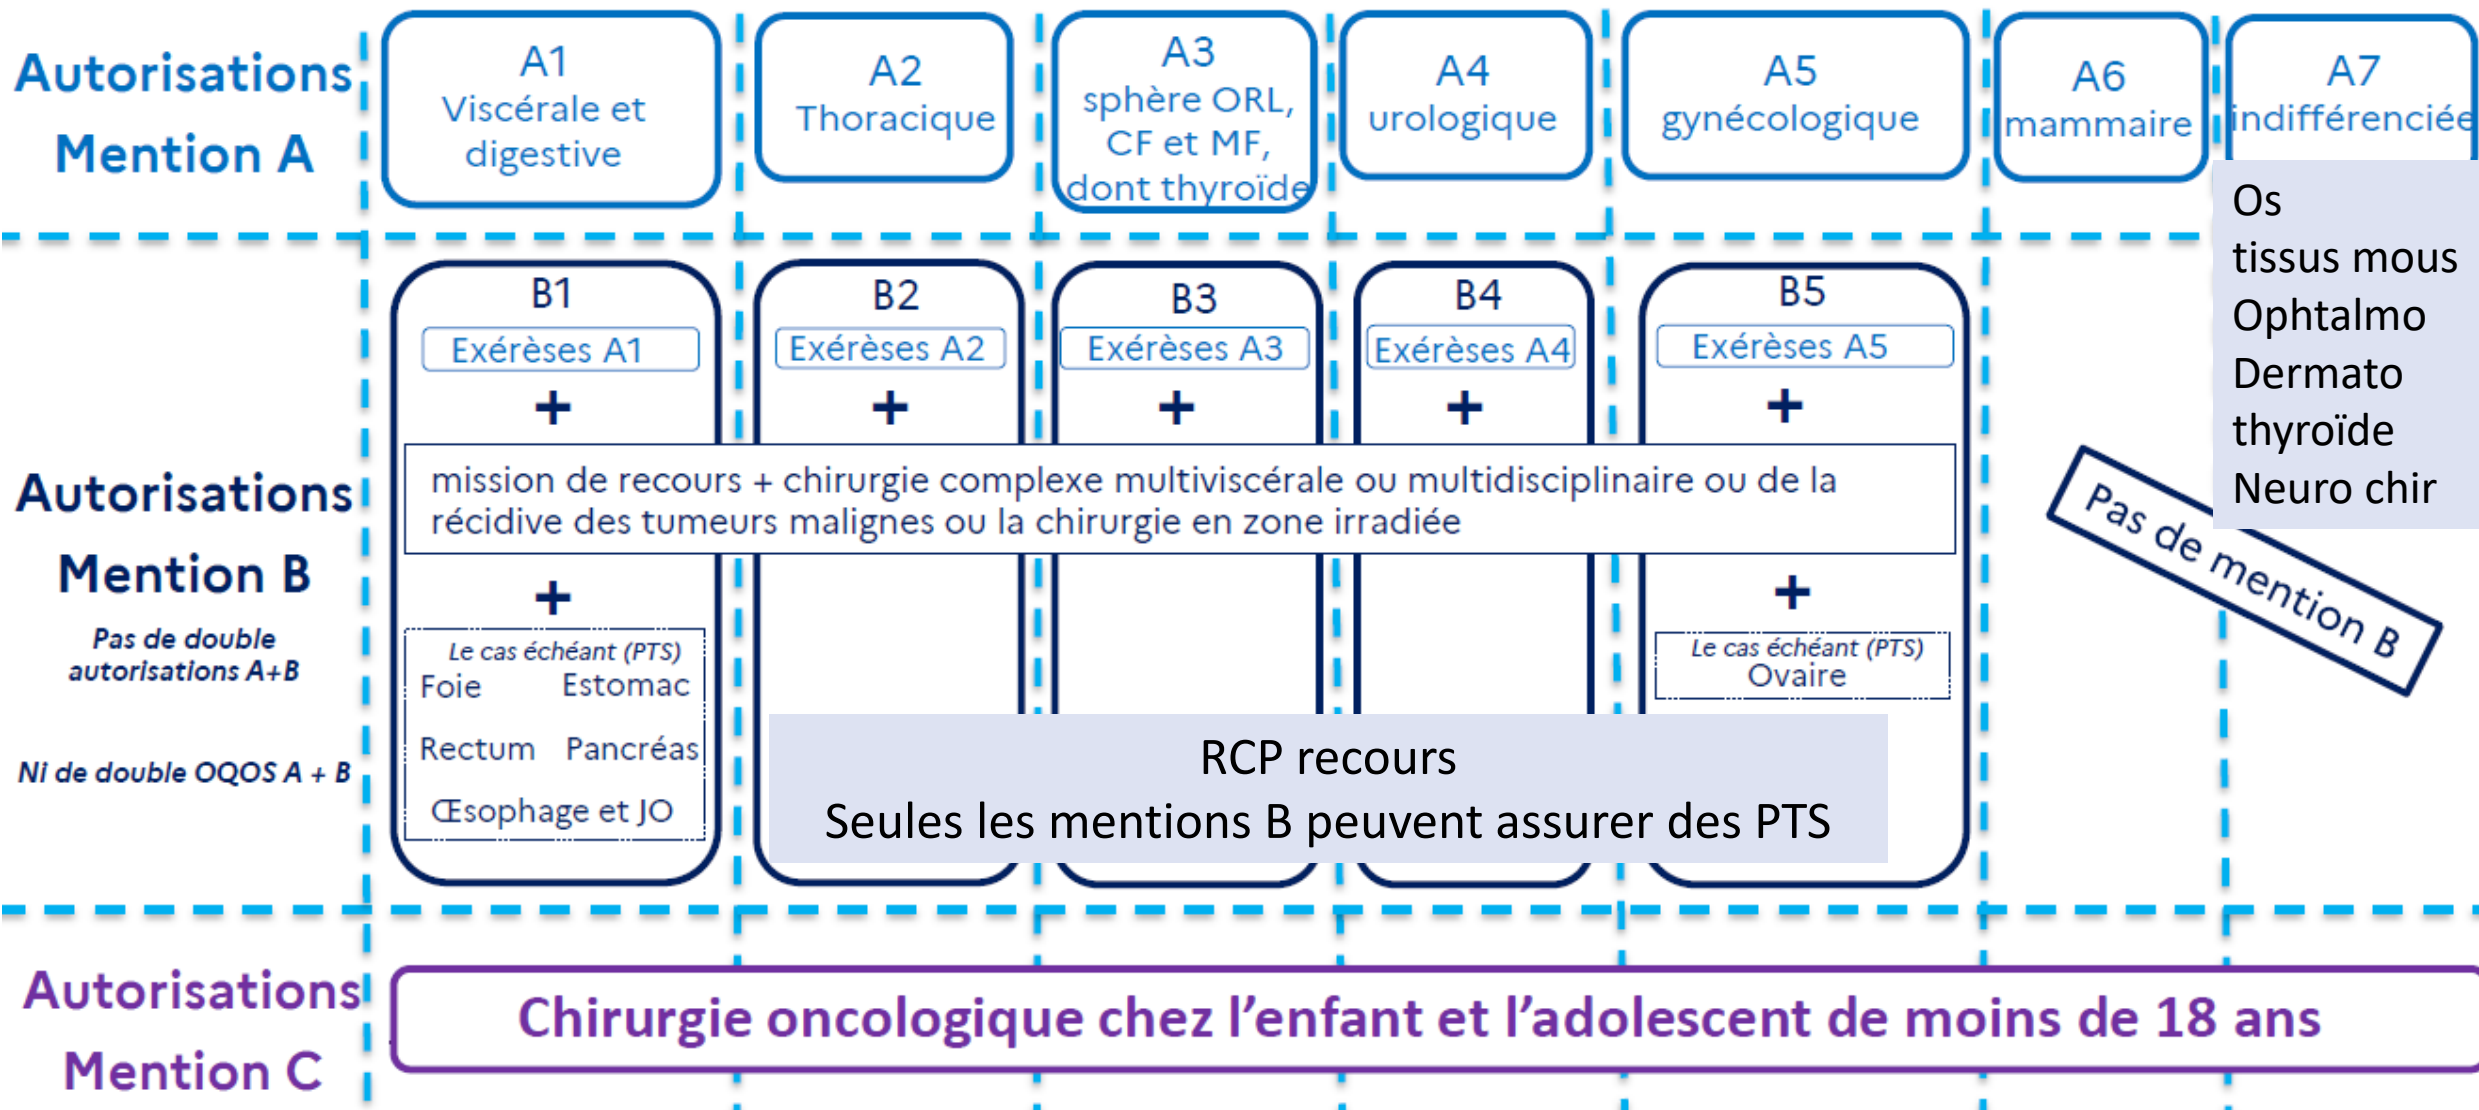 Autorisations
Mention A
A1
Viscérale et
digestive
A2
Thoracique
A3
sphère ORL,
CF et MF,
dont thyroïde
A4
urologique
A5
gynécologique
A6
mammaire
A7
indifférenciée
Os
tissus mous
Ophtalmo
Dermato
thyroïde
Neuro chir
Autorisations
Mention B
Pas de double
autorisations A+B
Ni de double OQOS A + B
B1
Exérèses A1
+
B2
Exérèses A2
+
B3
Exérèses A3
+
B4
Exérèses A4
+
B5
Exérèses A5
+
mission de recours + chirurgie complexe multiviscérale ou multidisciplinaire ou de la
récidive des tumeurs malignes ou la chirurgie en zone irradiée
+
Le cas échéant (PTS)
Foie Estomac
Rectum Pancréas
Œsophage et JO
+
Le cas échéant (PTS)
Ovaire
RCP recours
Seules les mentions B peuvent assurer des PTS
Pas de mention B
Autorisations
Mention C
Chirurgie oncologique chez l’enfant et l’adolescent de moins de 18 ans